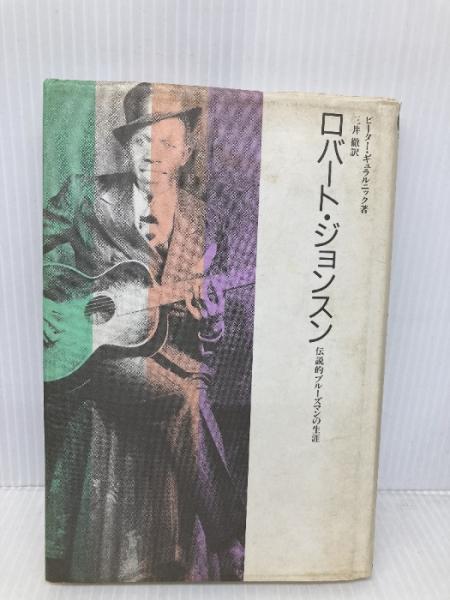 ピーター・ギュラルニック著
三井 徹訳
ロバート・ジョンスン
伝説的ブルーズマンの生涯